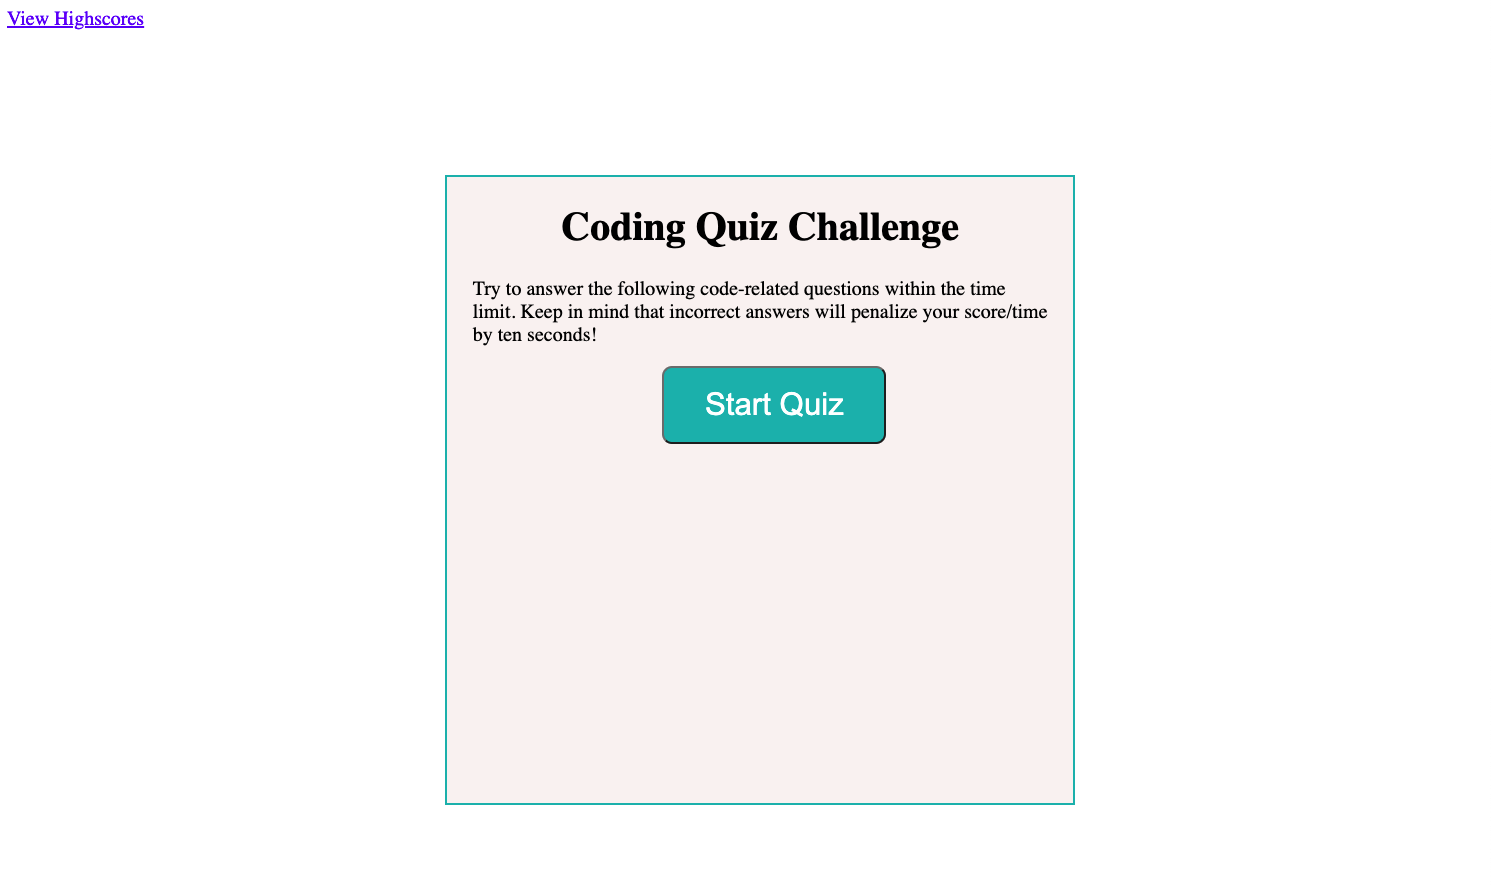 View Highscores
Coding Quiz Challenge
Try to answer the following code-related questions within the time
limit. Keep in mind that incorrect answers will penalize your score/time
by ten seconds!
Start Quiz